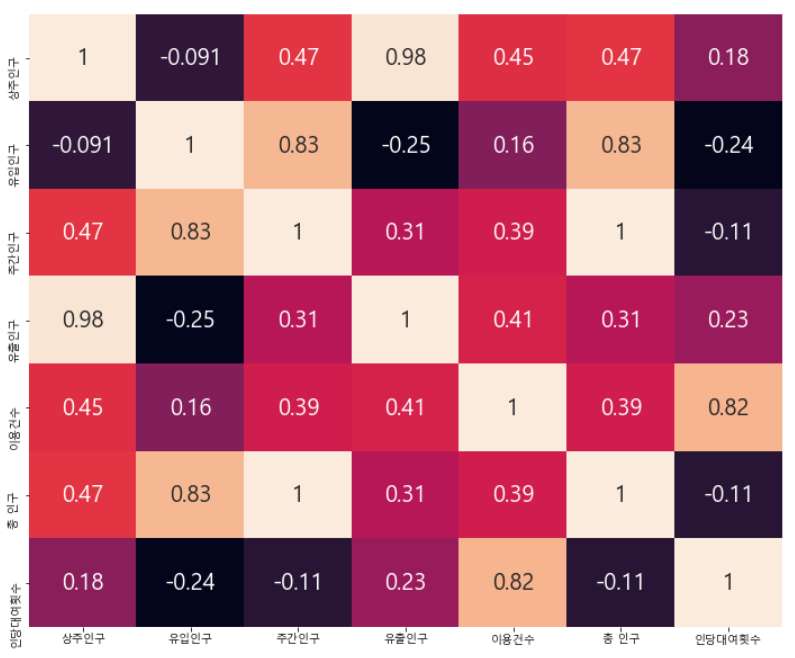 상주인구 1 -0.091 0.47 0.98 0.45 0.47 0.18
유입인구 -0.091 1 0.83 -0.25 0.16 0.83 -0.24
주간인구 0.47 0.83 1 0.31 0.39 1 -0.11
유출인구 0.98 -0.25 0.31 1 0.41 0.31 0.23
이용건수 0.45 0.16 0.39 0.41 1 0.39 0.82
총 인구 0.47 0.83 1 0.31 0.39 1 -0.11
인당대여횟수 0.18 -0.24 -0.11 0.23 0.82 -0.11 1
상주인구 유입인구 주간인구 유출인구 이용건수 총 인구 인당대여횟수